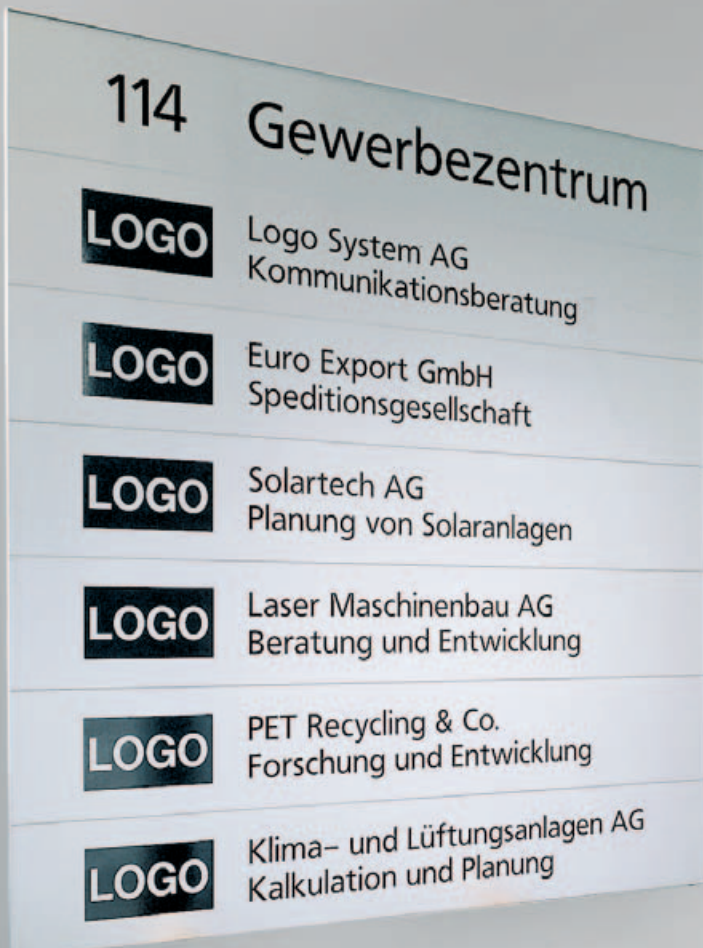 114 Gewerbezentrum
LOGO Logo System AG
Kommunikationsberatung
LOGO Euro Export GmbH
Speditionsgesellschaft
LOGO Solartech AG
Planung von Solaranlagen
LOGO Laser Maschinenbau AG
Beratung und Entwicklung
LOGO PET Recycling & Co.
Forschung und Entwicklung
LOGO Klima– und Lüftungsanlagen AG
Kalkulation und Planung